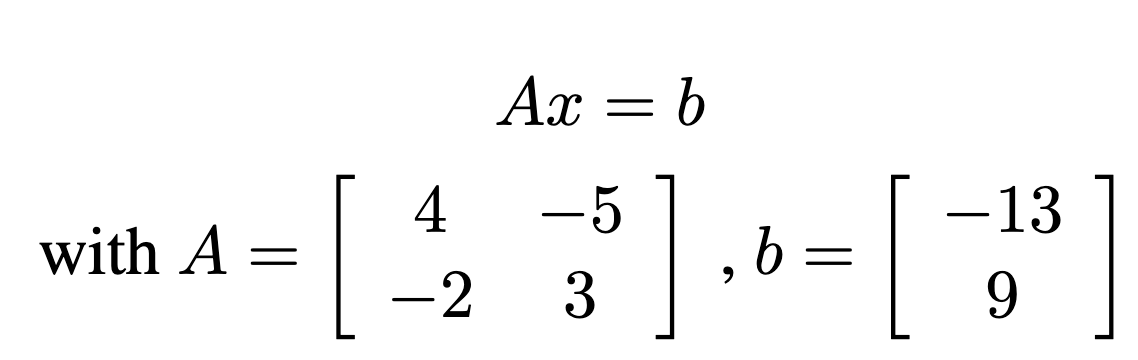 Ax = b
with A = [ 4 −5 ; −2 3 ] , b = [ −13 ; 9 ]